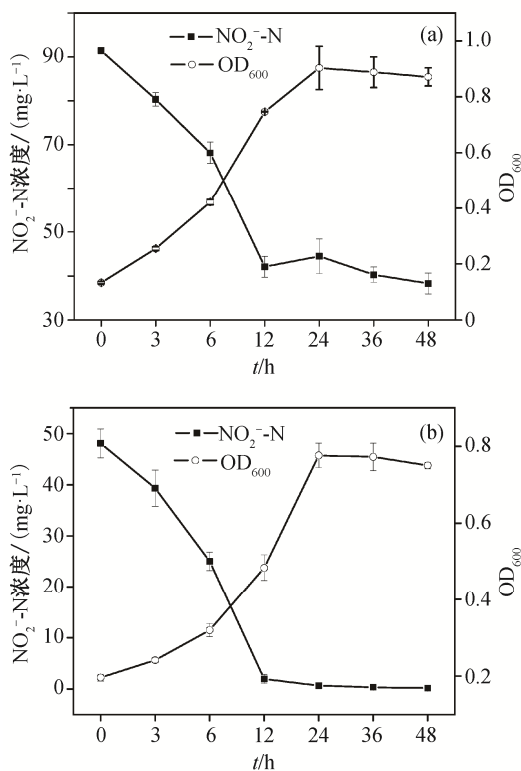 NO₂⁻-N
OD₆₀₀
(a)
90
70
50
30
NO₂⁻-N浓度/(mg·L⁻¹)
1.0
0.8
0.6
0.4
0.2
0
OD₆₀₀
0 3 6 12 24 36 48
t/h
NO₂⁻-N
OD₆₀₀
(b)
50
40
30
20
10
0
NO₂⁻-N浓度/(mg·L⁻¹)
0.8
0.6
0.4
0.2
OD₆₀₀
0 3 6 12 24 36 48
t/h